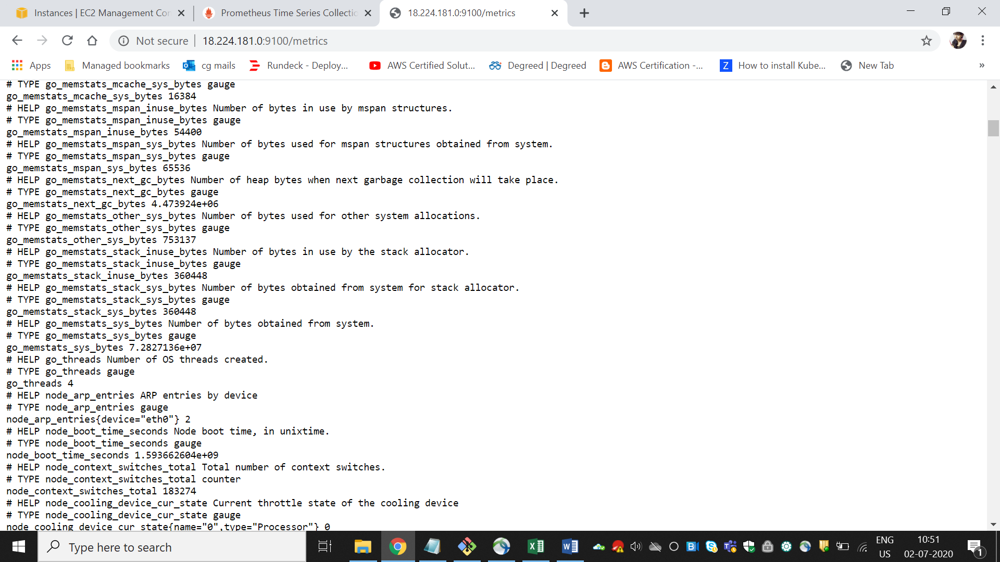 Instances | EC2 Management Con
Prometheus Time Series Collectio
18.224.181.0:9100/metrics
Not secure
18.224.181.0:9100/metrics
Apps
Managed bookmarks
cg mails
Rundeck - Deploy...
AWS Certified Solut...
Degreed | Degreed
AWS Certification -...
How to install Kube...
New Tab
»
# TYPE go_memstats_mcache_sys_bytes gauge
go_memstats_mcache_sys_bytes 16384
# HELP go_memstats_mspan_inuse_bytes Number of bytes in use by mspan structures.
# TYPE go_memstats_mspan_inuse_bytes gauge
go_memstats_mspan_inuse_bytes 54400
# HELP go_memstats_mspan_sys_bytes Number of bytes used for mspan structures obtained from system.
# TYPE go_memstats_mspan_sys_bytes gauge
go_memstats_mspan_sys_bytes 65536
# HELP go_memstats_next_gc_bytes Number of heap bytes when next garbage collection will take place.
# TYPE go_memstats_next_gc_bytes gauge
go_memstats_next_gc_bytes 4.473924e+06
# HELP go_memstats_other_sys_bytes Number of bytes used for other system allocations.
# TYPE go_memstats_other_sys_bytes gauge
go_memstats_other_sys_bytes 753137
# HELP go_memstats_stack_inuse_bytes Number of bytes in use by the stack allocator.
# TYPE go_memstats_stack_inuse_bytes gauge
go_memstats_stack_inuse_bytes 360448
# HELP go_memstats_stack_sys_bytes Number of bytes obtained from system for stack allocator.
# TYPE go_memstats_stack_sys_bytes gauge
go_memstats_stack_sys_bytes 360448
# HELP go_memstats_sys_bytes Number of bytes obtained from system.
# TYPE go_memstats_sys_bytes gauge
go_memstats_sys_bytes 7.2827136e+07
# HELP go_threads Number of OS threads created.
# TYPE go_threads gauge
go_threads 4
# HELP node_arp_entries ARP entries by device
# TYPE node_arp_entries gauge
node_arp_entries{device="eth0"} 2
# HELP node_boot_time_seconds Node boot time, in unixtime.
# TYPE node_boot_time_seconds gauge
node_boot_time_seconds 1.593662604e+09
# HELP node_context_switches_total Total number of context switches.
# TYPE node_context_switches_total counter
node_context_switches_total 183274
# HELP node_cooling_device_cur_state Current throttle state of the cooling device
# TYPE node_cooling_device_cur_state gauge
node_cooling_device_cur_state{name="0",type="Processor"} 0
Type here to search
ENG
US
10:51
02-07-2020
1